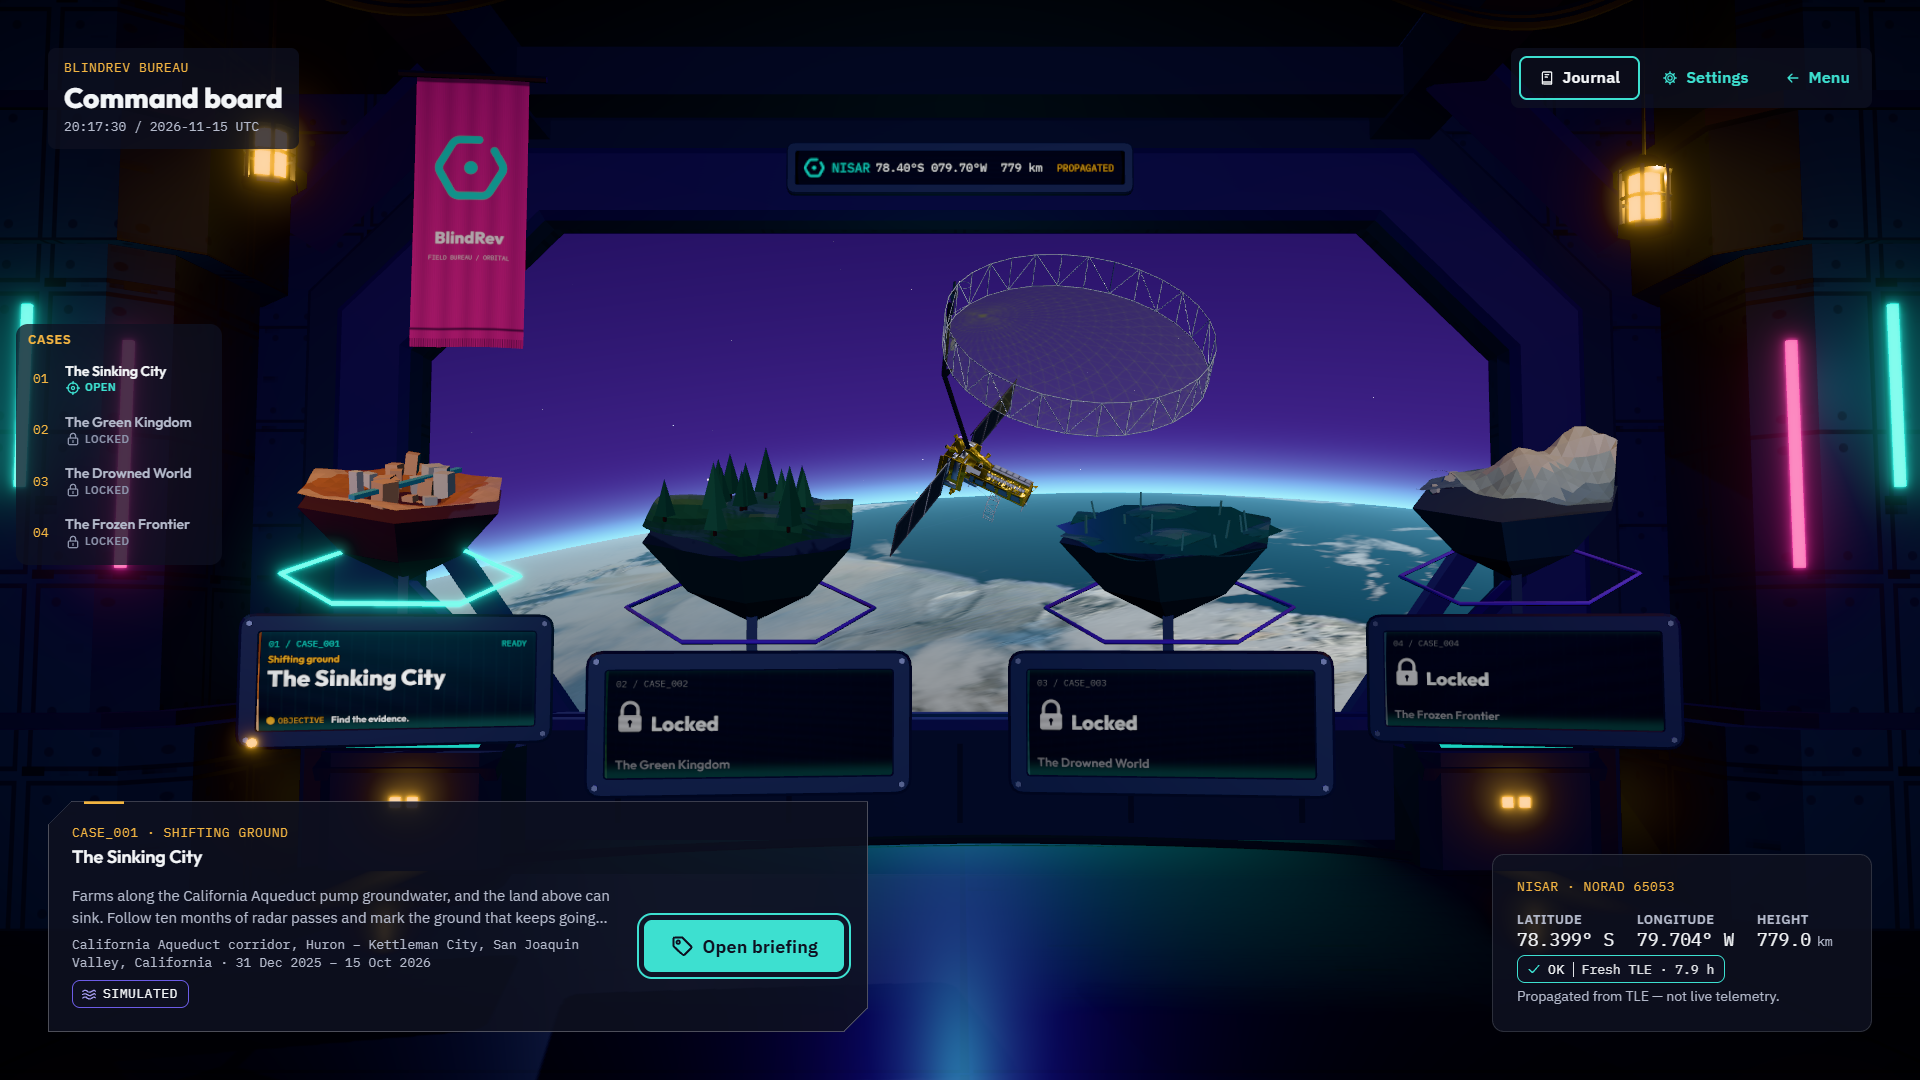 BLINDREV BUREAU
Command board
20:17:30 / 2026-11-15 UTC
Journal
Settings
Menu
NISAR 78.40°S 079.70°W 779 km PROPAGATED
BlindRev
FIELD BUREAU / ORBITAL
CASES
01 The Sinking City
OPEN
02 The Green Kingdom
LOCKED
03 The Drowned World
LOCKED
04 The Frozen Frontier
LOCKED
01 / CASE_001 READY
Shifting ground
The Sinking City
OBJECTIVE Find the evidence.
02 / CASE_002
Locked
The Green Kingdom
03 / CASE_003
Locked
The Drowned World
04 / CASE_004
Locked
The Frozen Frontier
CASE_001 · SHIFTING GROUND
The Sinking City
Farms along the California Aqueduct pump groundwater, and the land above can
sink. Follow ten months of radar passes and mark the ground that keeps going...
California Aqueduct corridor, Huron – Kettleman City, San Joaquin
Valley, California · 31 Dec 2025 – 15 Oct 2026
SIMULATED
Open briefing
NISAR · NORAD 65053
LATITUDE LONGITUDE HEIGHT
78.399° S 79.704° W 779.0 km
OK | Fresh TLE · 7.9 h
Propagated from TLE — not live telemetry.